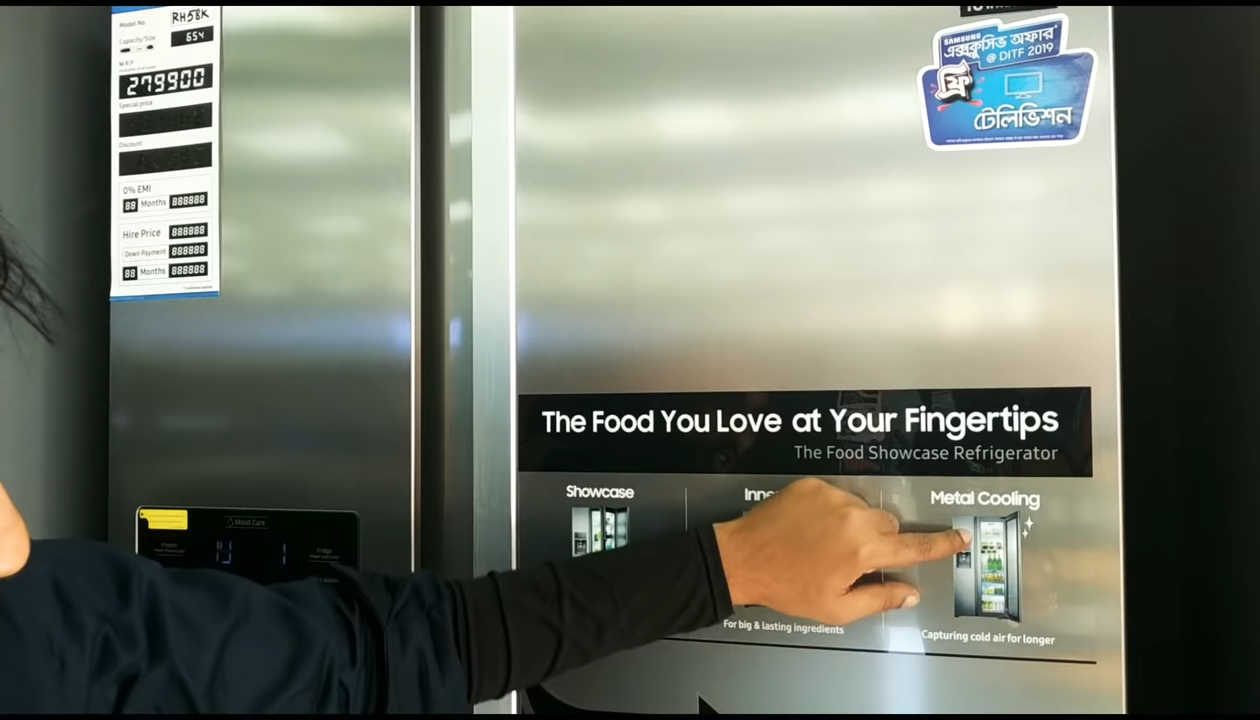 Model No. RH58K
Capacity/Size 654
M.R.P
279900
Special price
Discount
0% EMI
88 Months 888888
Hire Price 888888
Down Payment 888888
88 Months 888888
SAMSUNG
এক্সক্লুসিভ অফার
@ DITF 2019
ফ্রি
টেলিভিশন
The Food You Love at Your Fingertips
The Food Showcase Refrigerator
Showcase
Metal Cooling
For big & lasting ingredients
Capturing cold air for longer
Moist Care
Freezer
Fridge